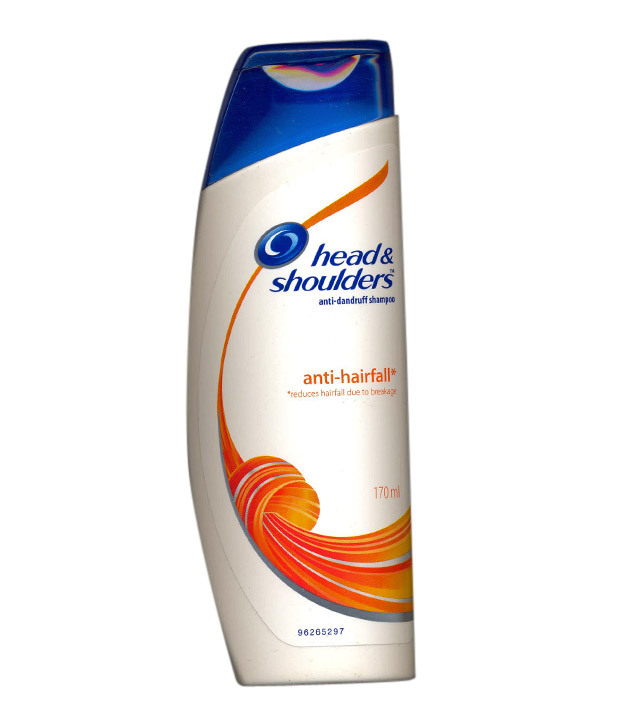 head &
shoulders™
anti-dandruff shampoo
anti-hairfall*
*reduces hairfall due to breakage
170 ml
96265297